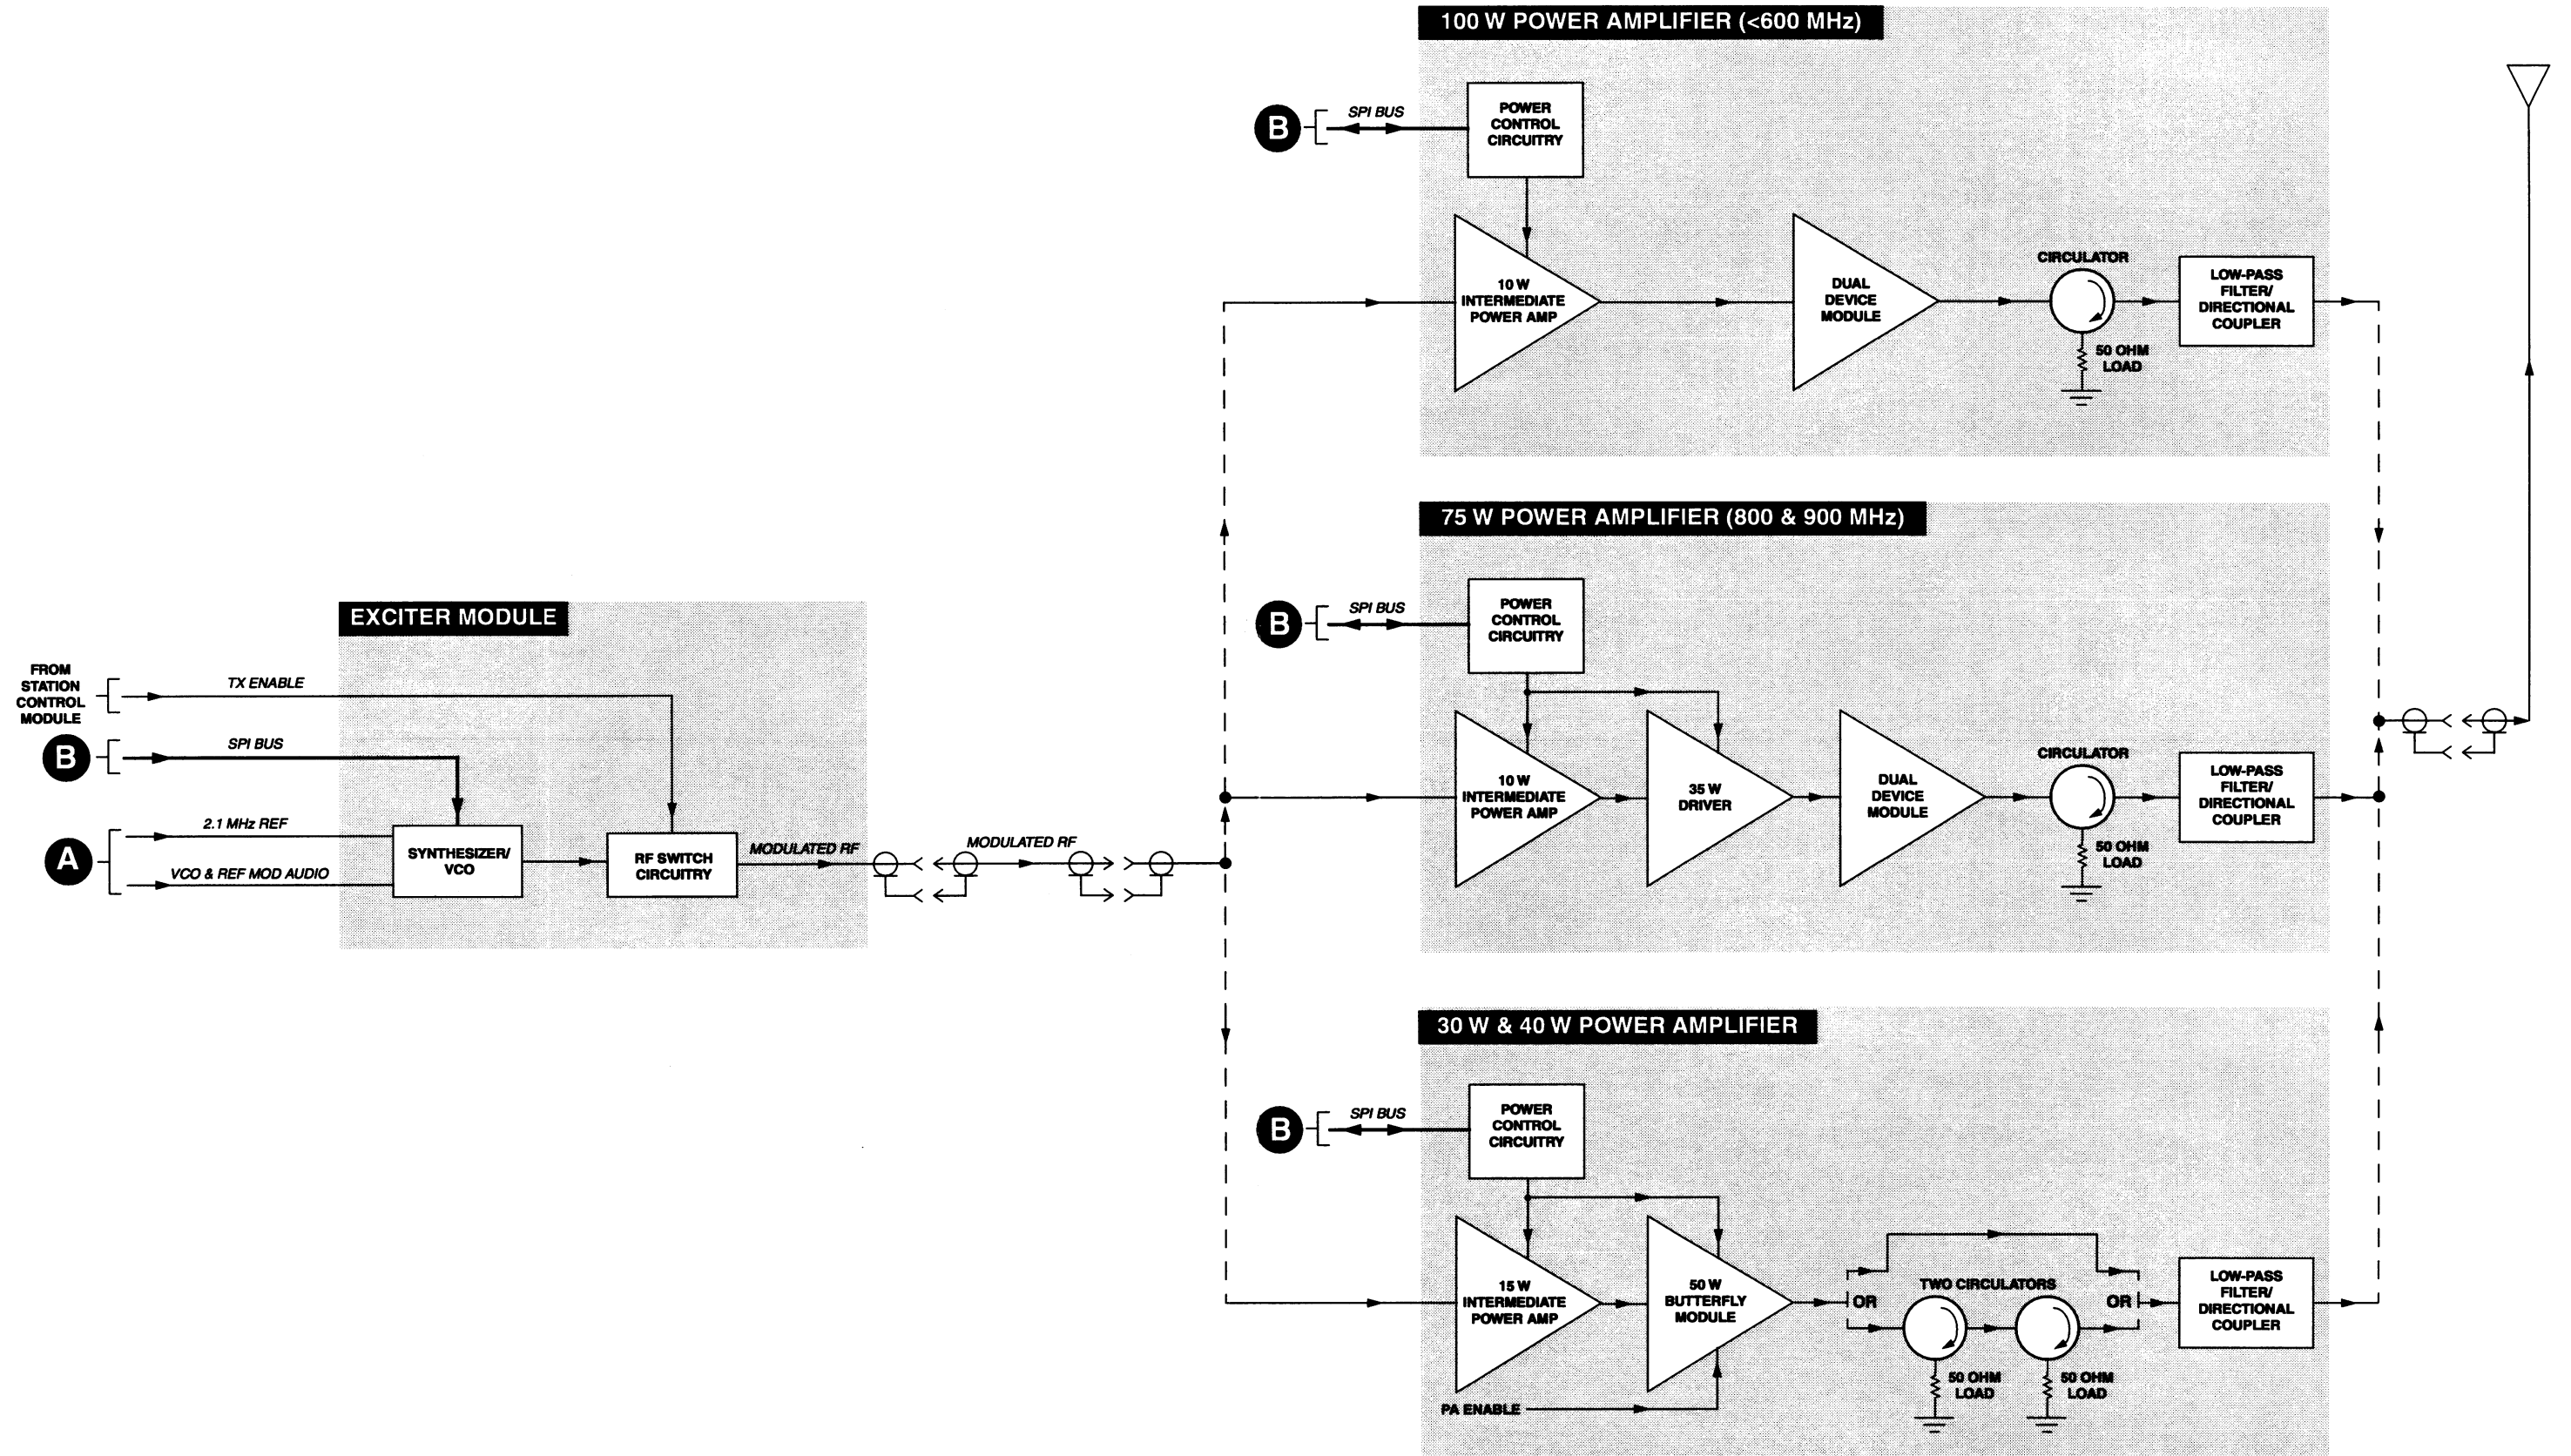 100 W POWER AMPLIFIER (<600 MHz)
B
SPI BUS
POWER
CONTROL
CIRCUITRY
10 W
INTERMEDIATE
POWER AMP
DUAL
DEVICE
MODULE
CIRCULATOR
50 OHM
LOAD
LOW-PASS
FILTER/
DIRECTIONAL
COUPLER
75 W POWER AMPLIFIER (800 & 900 MHz)
B
SPI BUS
POWER
CONTROL
CIRCUITRY
10 W
INTERMEDIATE
POWER AMP
35 W
DRIVER
DUAL
DEVICE
MODULE
CIRCULATOR
50 OHM
LOAD
LOW-PASS
FILTER/
DIRECTIONAL
COUPLER
EXCITER MODULE
FROM
STATION
CONTROL
MODULE
TX ENABLE
B
SPI BUS
A
2.1 MHz REF
VCO & REF MOD AUDIO
SYNTHESIZER/
VCO
RF SWITCH
CIRCUITRY
MODULATED RF
MODULATED RF
30 W & 40 W POWER AMPLIFIER
B
SPI BUS
POWER
CONTROL
CIRCUITRY
15 W
INTERMEDIATE
POWER AMP
50 W
BUTTERFLY
MODULE
PA ENABLE
OR
TWO CIRCULATORS
OR
50 OHM
LOAD
50 OHM
LOAD
LOW-PASS
FILTER/
DIRECTIONAL
COUPLER